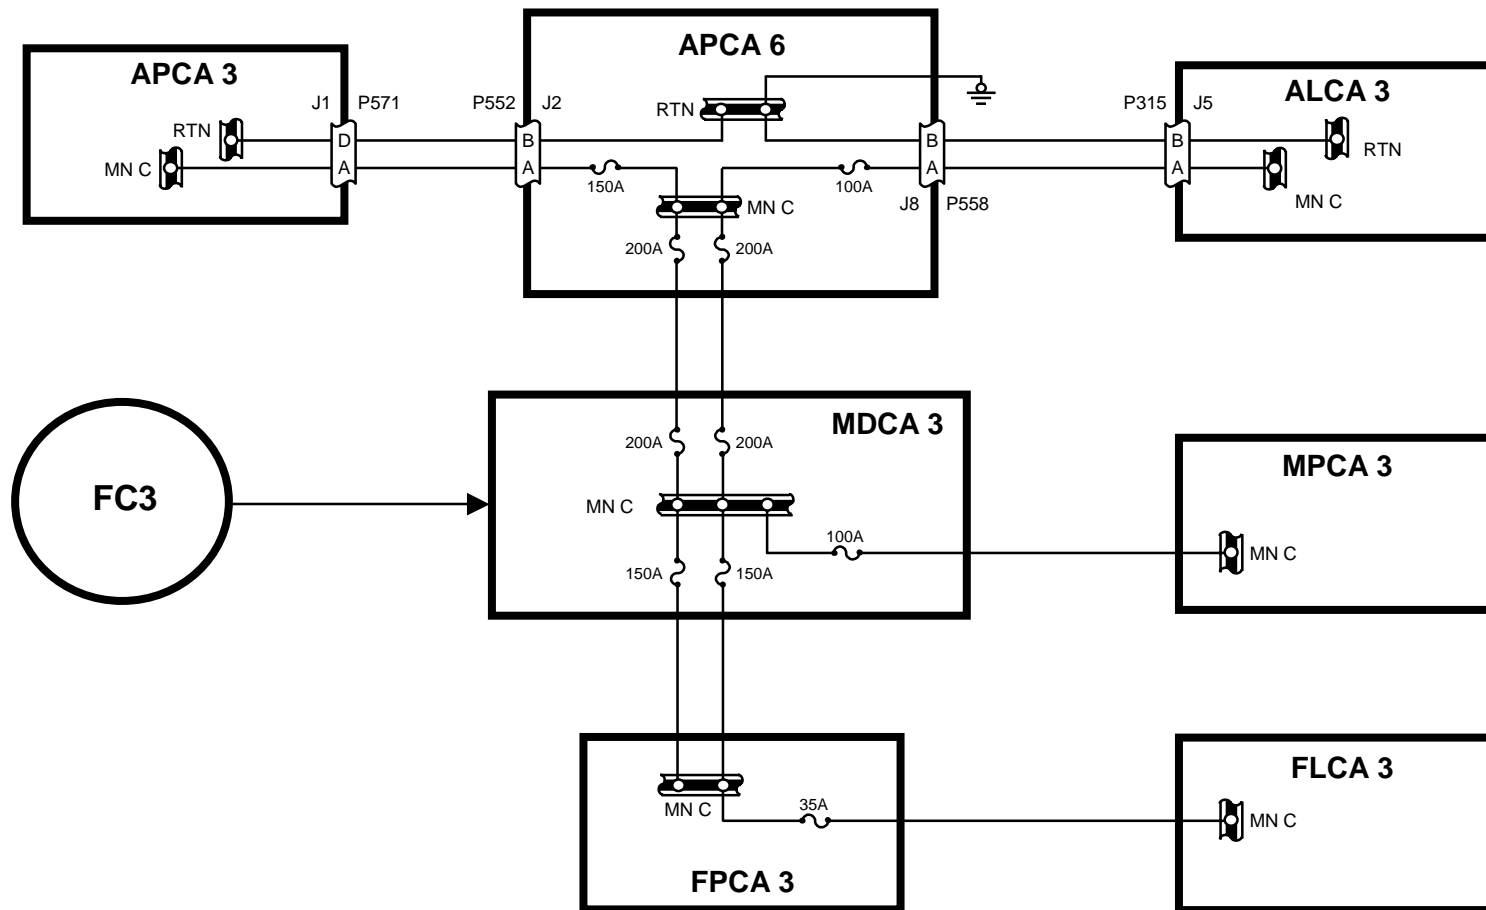 APCA 6
APCA 3
ALCA 3
J1 P571
P552 J2
RTN
P315 J5
RTN
D
B
B
B
RTN
MN C
A
A
150A
100A
A
A
MN C
MN C
J8 P558
200A
200A
MDCA 3
200A
200A
MPCA 3
FC3
MN C
100A
MN C
150A
150A
FLCA 3
MN C
35A
MN C
FPCA 3